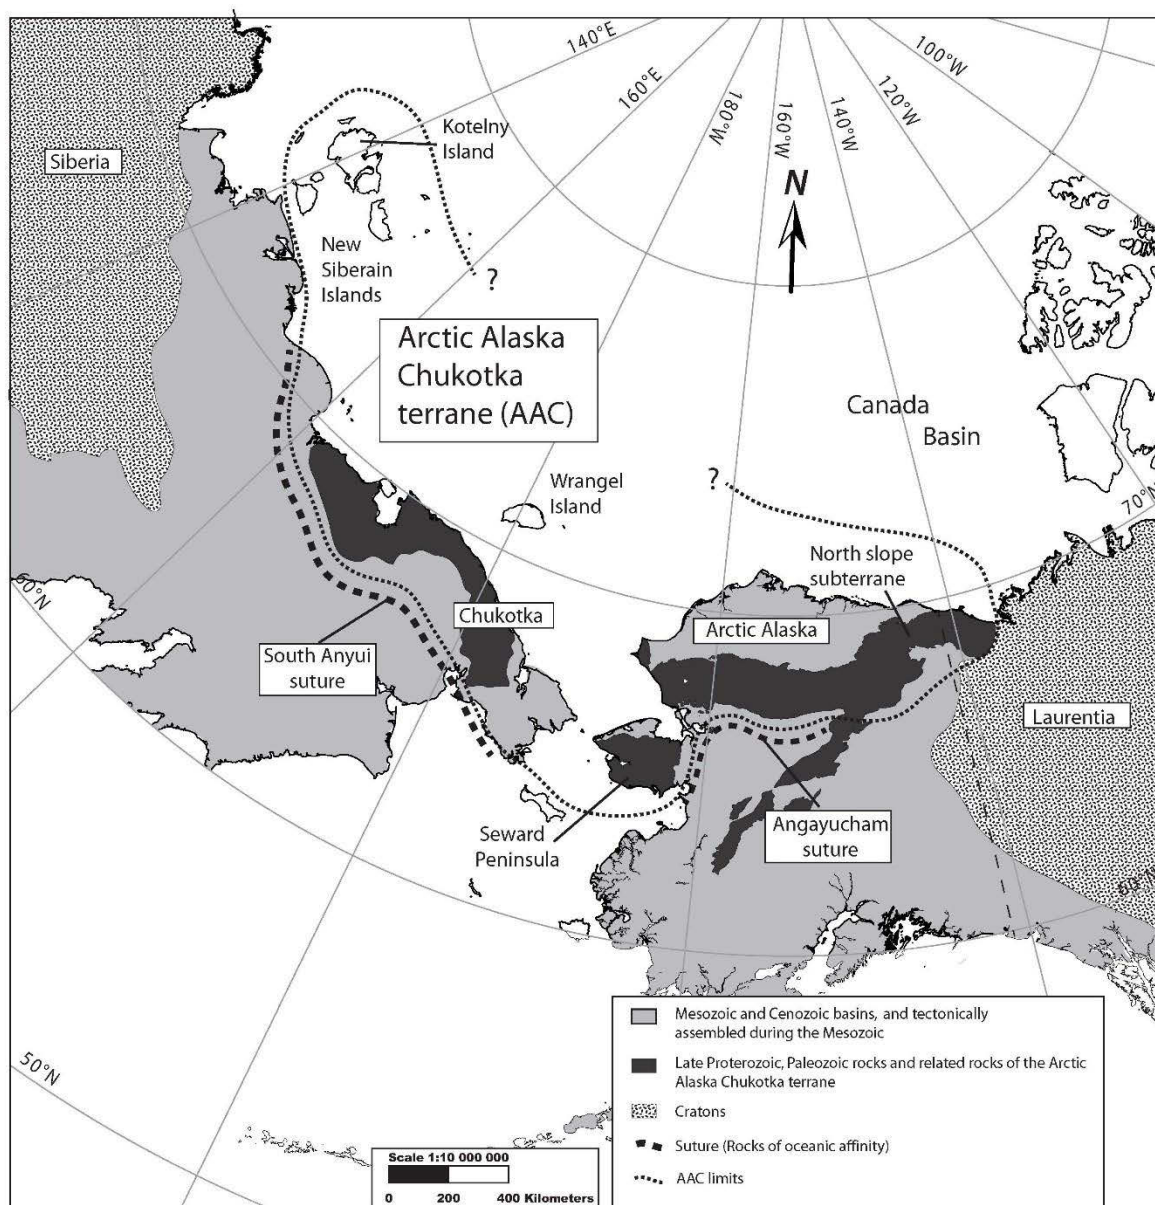 140°E
160°E
180°W
160°W
140°W
120°W
100°W
Kotelny
Island
Siberia
N
New
Siberain
Islands
?
Arctic Alaska
Chukotka
terrane (AAC)
Canada
Basin
Wrangel
Island
?
70°N
North slope
subterrane
60°N
Chukotka
Arctic Alaska
South Anyui
suture
Laurentia
Seward
Peninsula
Angayucham
suture
60°N
50°N
Mesozoic and Cenozoic basins, and tectonically
assembled during the Mesozoic
Late Proterozoic, Paleozoic rocks and related rocks of the Arctic
Alaska Chukotka terrane
Cratons
Suture (Rocks of oceanic affinity)
AAC limits
Scale 1:10 000 000
0 200 400 Kilometers